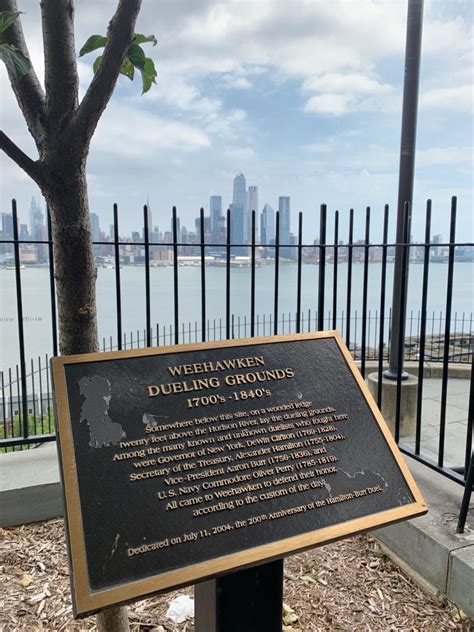 WEEHAWKEN
DUELING GROUNDS
1700's - 1840's
Somewhere below this site, on a wooded ledge
twenty feet above the Hudson River, lay the dueling grounds.
Among the many known and unknown duelists who fought here
were Governor of New York, DeWitt Clinton (1769-1828),
Secretary of the Treasury, Alexander Hamilton (1755-1804),
Vice-President Aaron Burr (1756-1836), and
U.S. Navy Commodore Oliver Perry (1785-1819).
All came to Weehawken to defend their honor,
according to the custom of the day.
Dedicated on July 11, 2004, the 200th Anniversary of the Hamilton-Burr Duel.